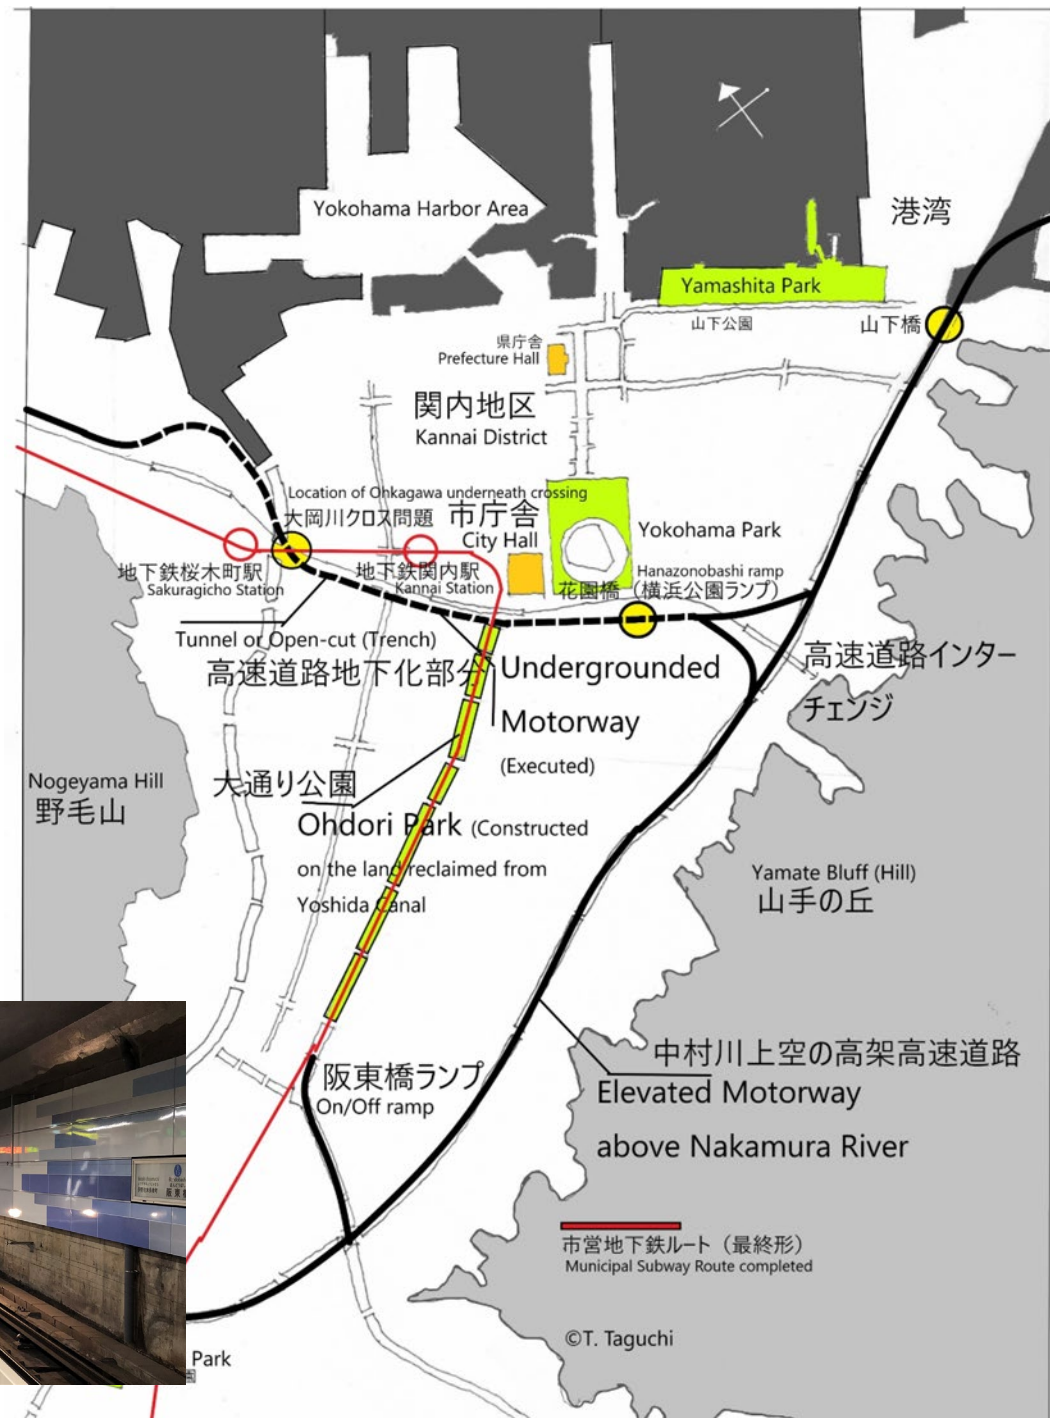 Yokohama Harbor Area
港湾
Yamashita Park
山下公園
山下橋
県庁舎
Prefecture Hall
関内地区
Kannai District
Location of Ohkagawa underneath crossing
大岡川クロス問題
市庁舎
City Hall
Yokohama Park
地下鉄桜木町駅
Sakuragicho Station
地下鉄関内駅
Kannai Station
Hanazonobashi ramp
花園橋（横浜公園ランプ）
Tunnel or Open-cut (Trench)
高速道路地下化部分
Undergrounded
Motorway
(Executed)
高速道路インター
チェンジ
Nogeyama Hill
野毛山
大通り公園
Ohdori Park (Constructed
on the land reclaimed from
Yoshida Canal
Yamate Bluff (Hill)
山手の丘
阪東橋ランプ
On/Off ramp
中村川上空の高架高速道路
Elevated Motorway
above Nakamura River
市営地下鉄ルート（最終形）
Municipal Subway Route completed
©T. Taguchi
Park